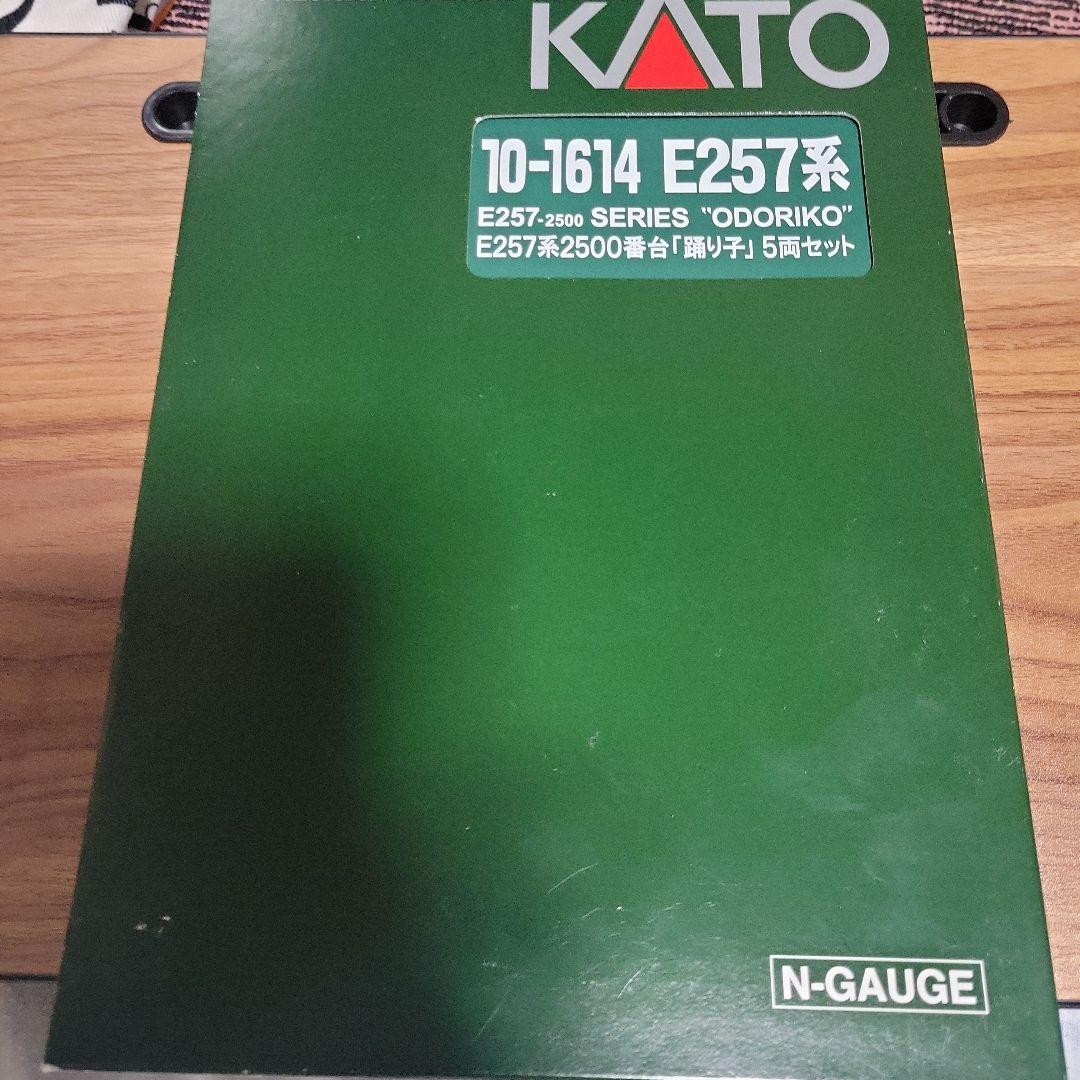 KATO
10-1614 E257系
E257-2500 SERIES "ODORIKO"
E257系2500番台「踊り子」5両セット
N-GAUGE